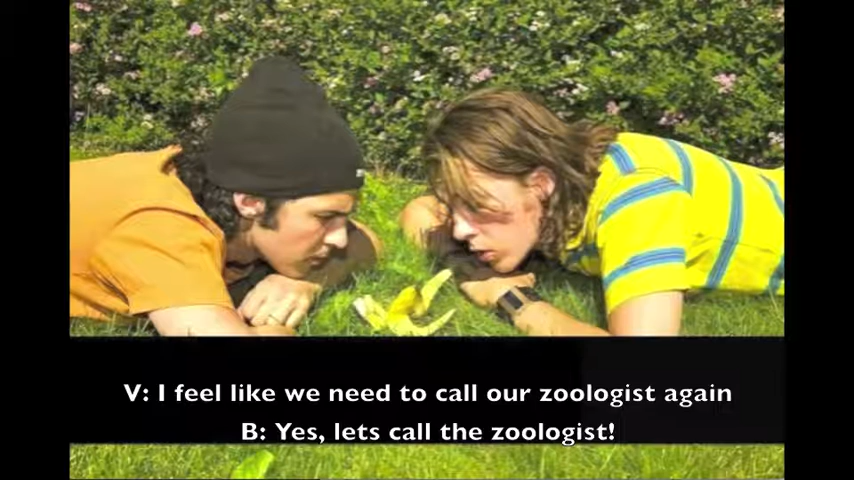 V: I feel like we need to call our zoologist again
B: Yes, lets call the zoologist!